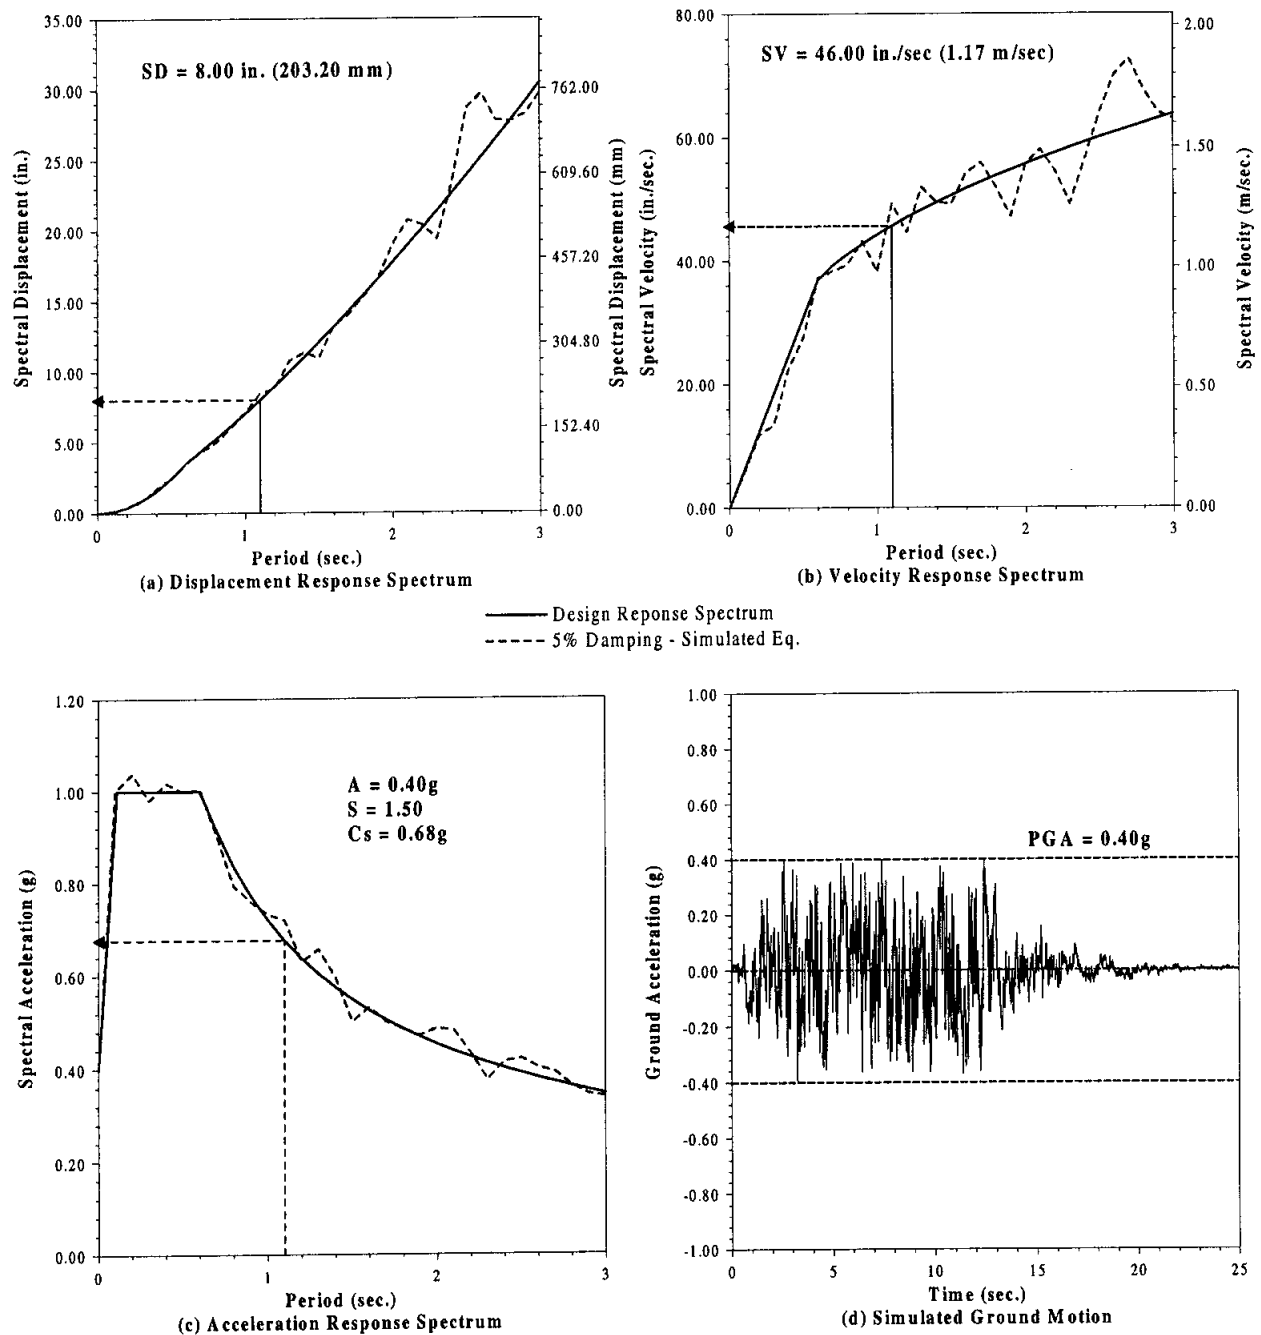 35.00
30.00
25.00
20.00
15.00
10.00
5.00
0.00
Spectral Displacement (in.)
SD = 8.00 in. (203.20 mm)
762.00
609.60
457.20
304.80
152.40
0.00
Spectral Displacement (mm)
0 1 2 3
Period (sec.)
(a) Displacement Response Spectrum
80.00
60.00
40.00
20.00
0.00
Spectral Velocity (in./sec.)
SV = 46.00 in./sec (1.17 m/sec)
2.00
1.50
1.00
0.50
0.00
Spectral Velocity (m/sec.)
0 1 2 3
Period (sec.)
(b) Velocity Response Spectrum
Design Reponse Spectrum
5% Damping - Simulated Eq.
1.20
1.00
0.80
0.60
0.40
0.20
0.00
Spectral Acceleration (g)
A = 0.40g
S = 1.50
Cs = 0.68g
0 1 2 3
Period (sec.)
(c) Acceleration Response Spectrum
1.00
0.80
0.60
0.40
0.20
0.00
-0.20
-0.40
-0.60
-0.80
-1.00
Ground Acceleration (g)
PGA = 0.40g
0 5 10 15 20 25
Time (sec.)
(d) Simulated Ground Motion